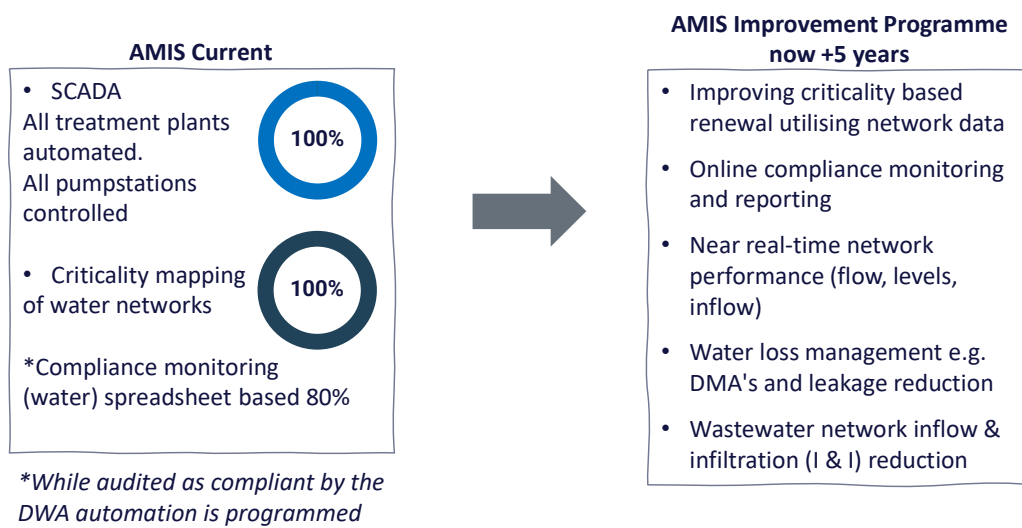 AMIS Current
• SCADA
All treatment plants
automated.
All pumpstations
controlled
100%
• Criticality mapping
of water networks
100%
*Compliance monitoring
(water) spreadsheet based 80%
*While audited as compliant by the
DWA automation is programmed
AMIS Improvement Programme
now +5 years
• Improving criticality based
renewal utilising network data
• Online compliance monitoring
and reporting
• Near real-time network
performance (flow, levels,
inflow)
• Water loss management e.g.
DMA's and leakage reduction
• Wastewater network inflow &
infiltration (I & I) reduction